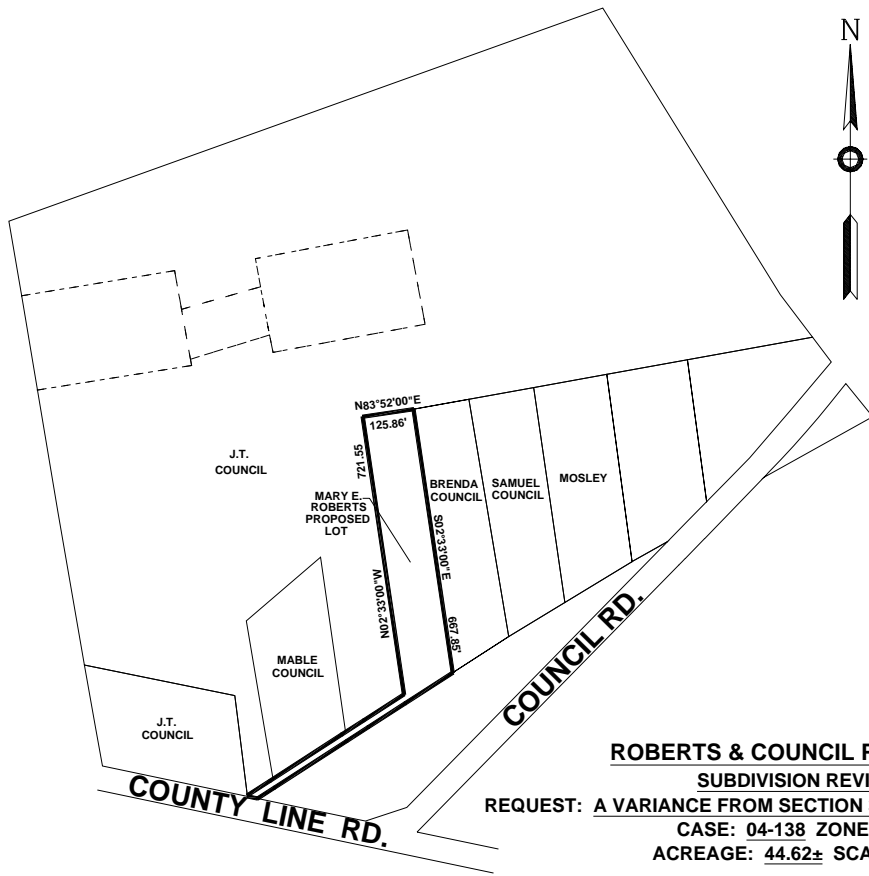 N
N83°52'00"E
125.86'
721.55
J.T.
COUNCIL
MARY E.
ROBERTS
PROPOSED
LOT
BRENDA
COUNCIL
SAMUEL
COUNCIL
MOSLEY
S02°33'00"E
N02°33'00"W
667.85'
MABLE
COUNCIL
J.T.
COUNCIL
COUNCIL RD.
COUNTY LINE RD.
ROBERTS & COUNCIL
SUBDIVISION
REQUEST: A VARIANCE FROM SECTION
CASE: 04-138 ZONE
ACREAGE: 44.62±